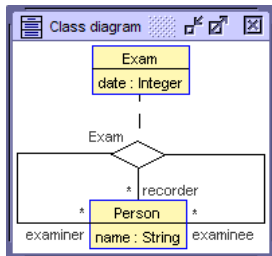 Class diagram
Exam
date : Integer
Exam
* recorder
* Person *
examiner name : String examinee